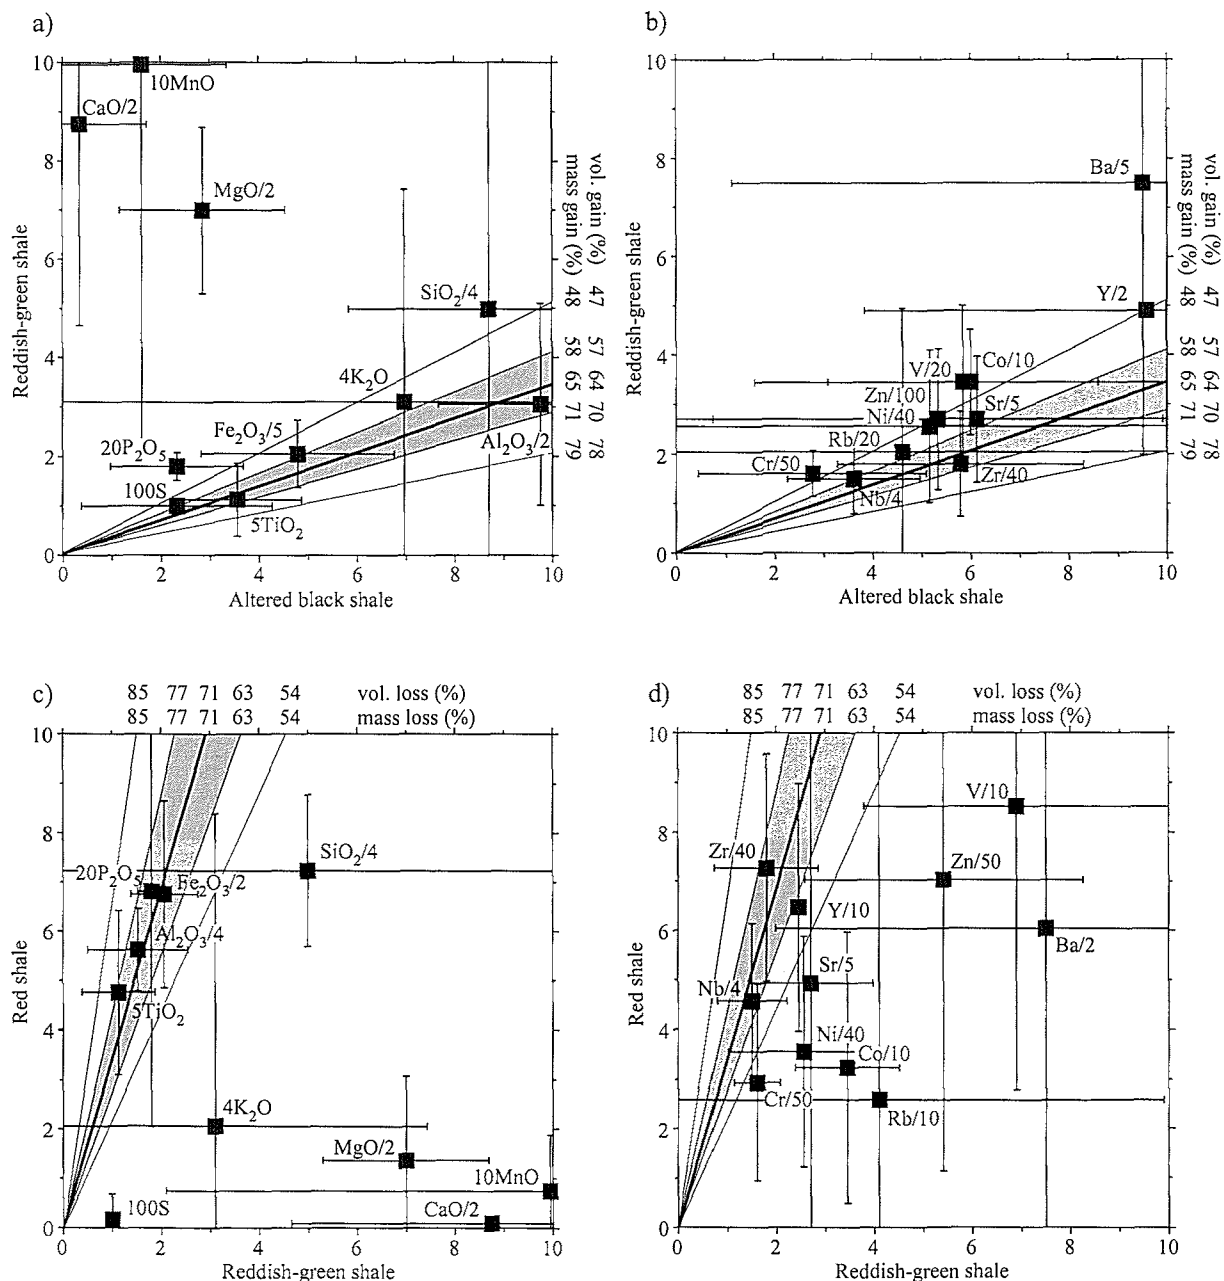 a)
10
10MnO
CaO/2
8
MgO/2
6
SiO2/4
4
4K2O
Fe2O3/5
Al2O3/2
2
20P2O5
100S
5TiO2
0
0 2 4 6 8 10
Altered black shale
Reddish-green shale
vol. gain (%)
mass gain (%)
48 47
58 57
65 64
71 70
79 78
b)
10
8
Ba/5
6
Y/2
4
V/20
Co/10
Zn/100
Sr/5
Ni/40
2
Rb/20
Cr/50
Zr/40
Nb/4
0
0 2 4 6 8 10
Altered black shale
Reddish-green shale
vol. gain (%)
mass gain (%)
48 47
58 57
65 64
71 70
79 78
c)
85 77 71 63 54 vol. loss (%)
85 77 71 63 54 mass loss (%)
10
8
SiO2/4
20P2O5
Fe2O3/2
6
Al2O3/4
5TiO2
4
4K2O
2
MgO/2
10MnO
100S
CaO/2
0
0 2 4 6 8 10
Reddish-green shale
Red shale
d)
85 77 71 63 54 vol. loss (%)
85 77 71 63 54 mass loss (%)
10
V/10
8
Zr/40
Zn/50
Y/10
6
Ba/2
Sr/5
Nb/4
4
Ni/40
Co/10
Cr/50
Rb/10
2
0
0 2 4 6 8 10
Reddish-green shale
Red shale